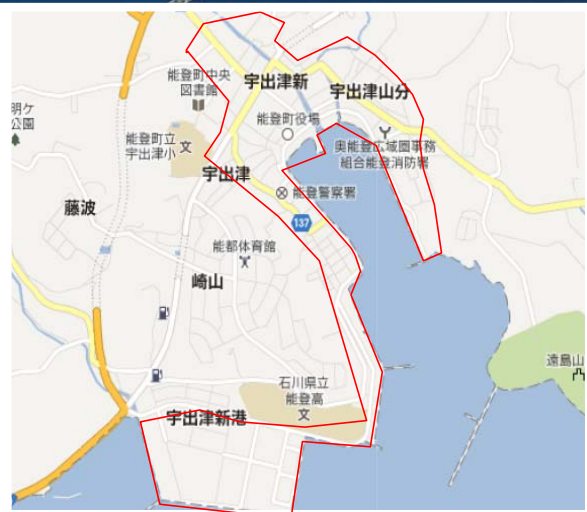 能登町中央
図書館
宇出津新
宇出津山分
明ケ
公園
能登町役場
能登町立
宇出津小
文
奥能登広域圏事務
組合能登消防署
宇出津
能登警察署
藤波
137
能都体育館
崎山
遠島山
石川県立
能登高
文
宇出津新港